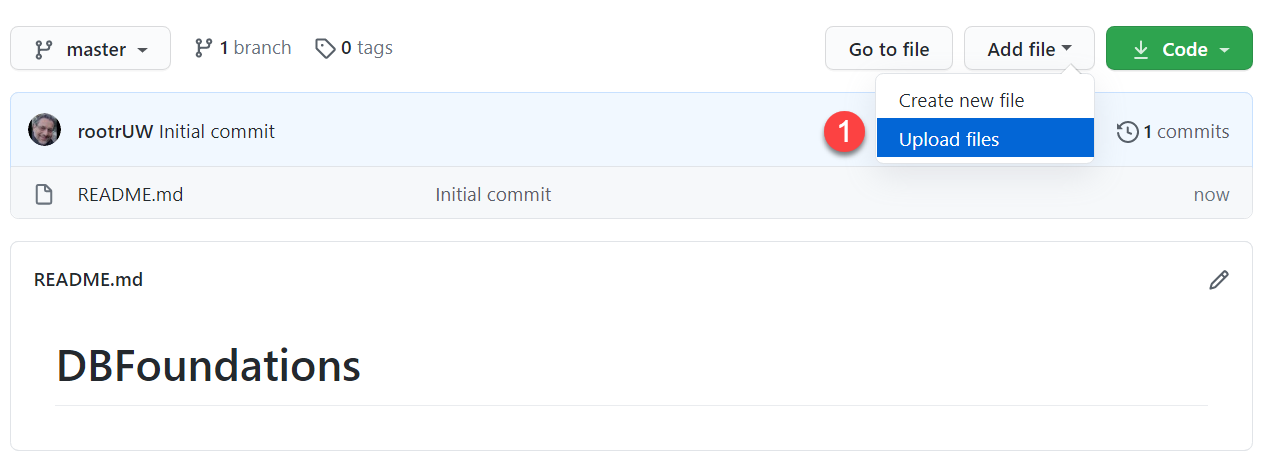 master 1 branch 0 tags Go to file Add file Code
Create new file
rootrUW Initial commit 1 Upload files 1 commits
README.md Initial commit now
README.md
DBFoundations